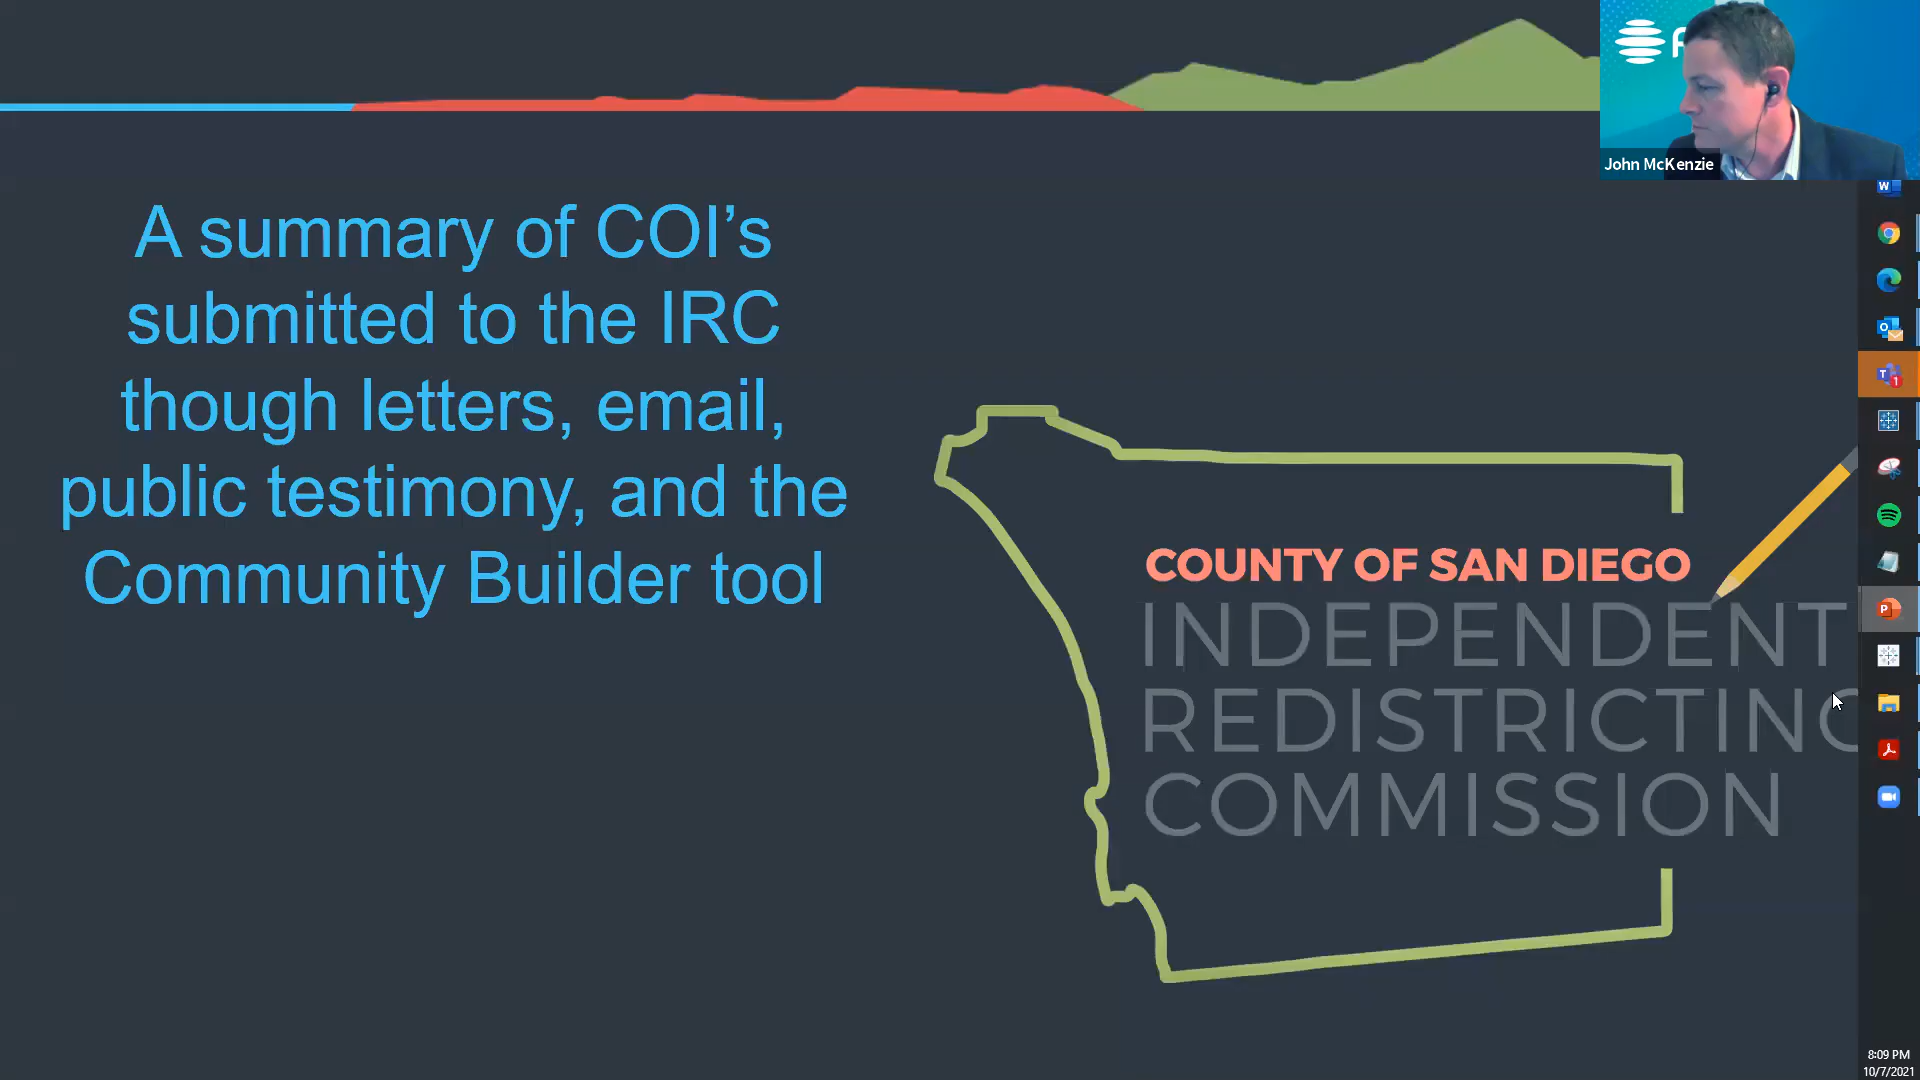 A summary of COI’s
submitted to the IRC
though letters, email,
public testimony, and the
Community Builder tool
COUNTY OF SAN DIEGO
INDEPENDENT
REDISTRICTING
COMMISSION
John McKenzie
8:09 PM
10/7/2021